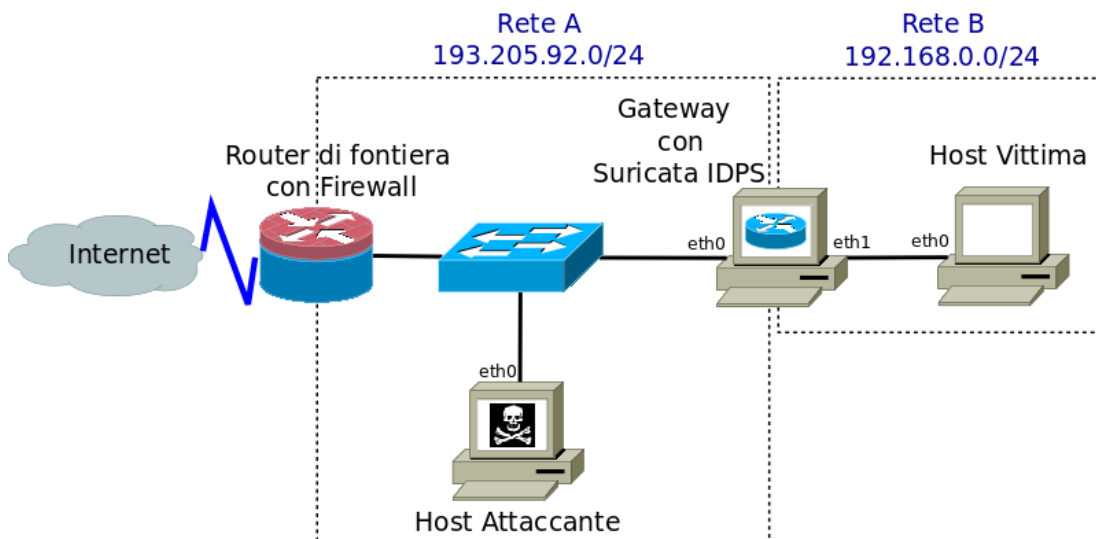 Rete A
193.205.92.0/24
Rete B
192.168.0.0/24
Gateway
con
Suricata IDPS
Router di fontiera
con Firewall
Host Vittima
Internet
eth0
eth1
eth0
eth0
Host Attaccante